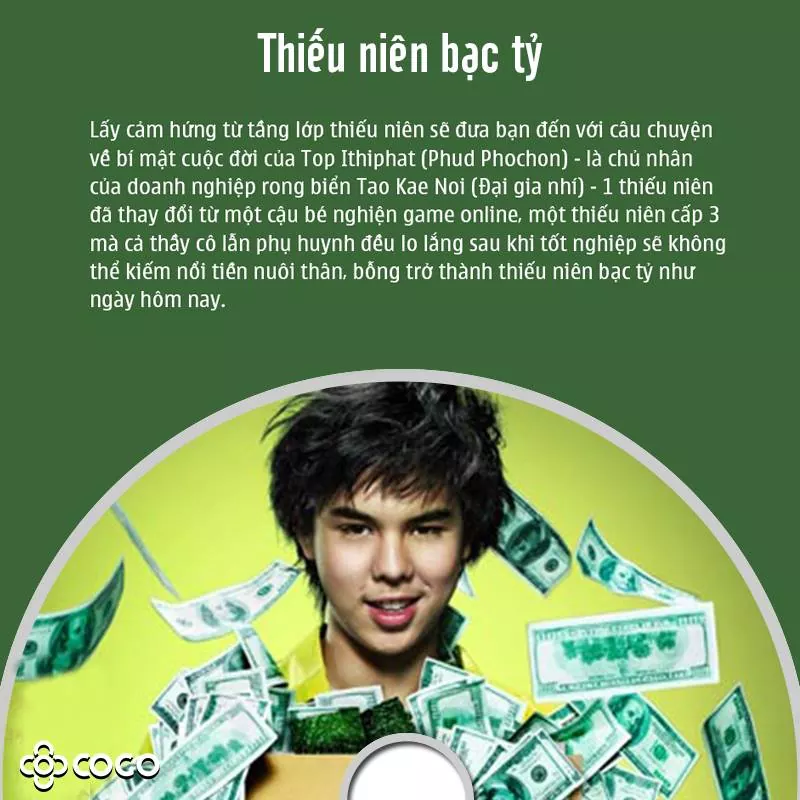 Thiếu niên bạc tỷ
Lấy cảm hứng từ tầng lớp thiếu niên sẽ đưa bạn đến với câu chuyện
về bí mật cuộc đời của Top Ithiphat (Phud Phochon) - là chủ nhân
của doanh nghiệp rong biển Tao Kae Noi (Đại gia nhí) - 1 thiếu niên
đã thay đổi từ một cậu bé nghiện game online, một thiếu niên cấp 3
mà cả thầy cô lẫn phụ huynh đều lo lắng sau khi tốt nghiệp sẽ không
thể kiếm nổi tiền nuôi thân, bỗng trở thành thiếu niên bạc tỷ như
ngày hôm nay.
COCO